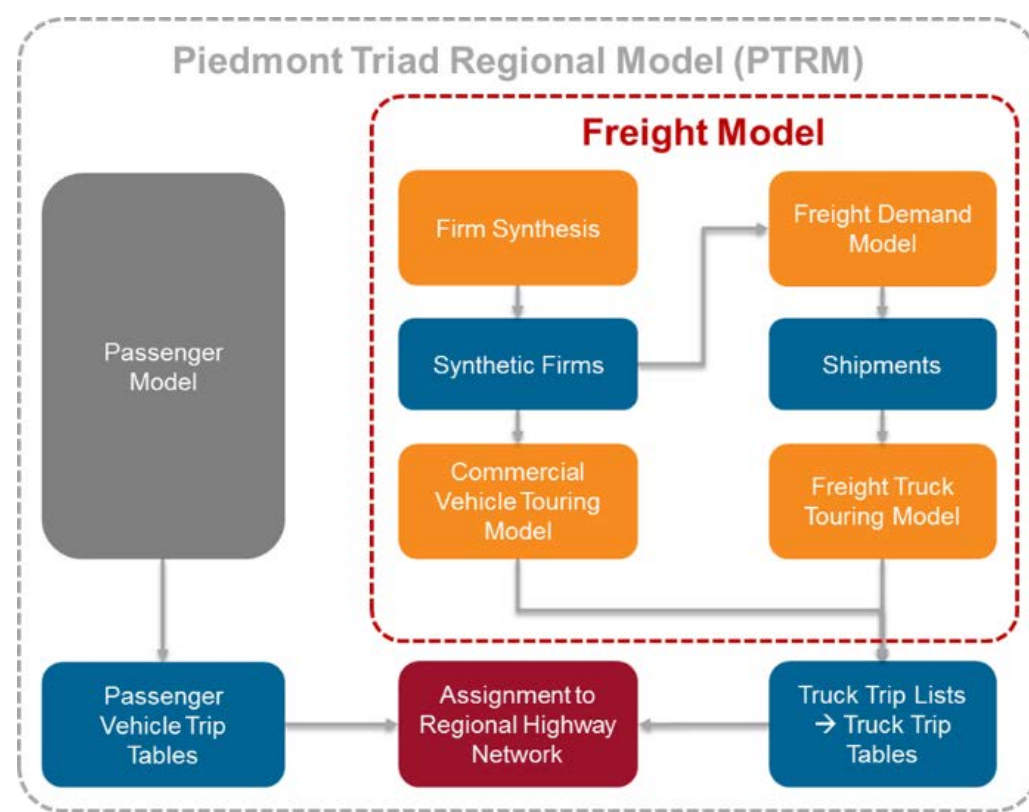 Piedmont Triad Regional Model (PTRM)
Freight Model
Passenger
Model
Firm Synthesis
Freight Demand
Model
Synthetic Firms
Shipments
Commercial
Vehicle Touring
Model
Freight Truck
Touring Model
Passenger
Vehicle Trip
Tables
Assignment to
Regional Highway
Network
Truck Trip Lists
→ Truck Trip
Tables